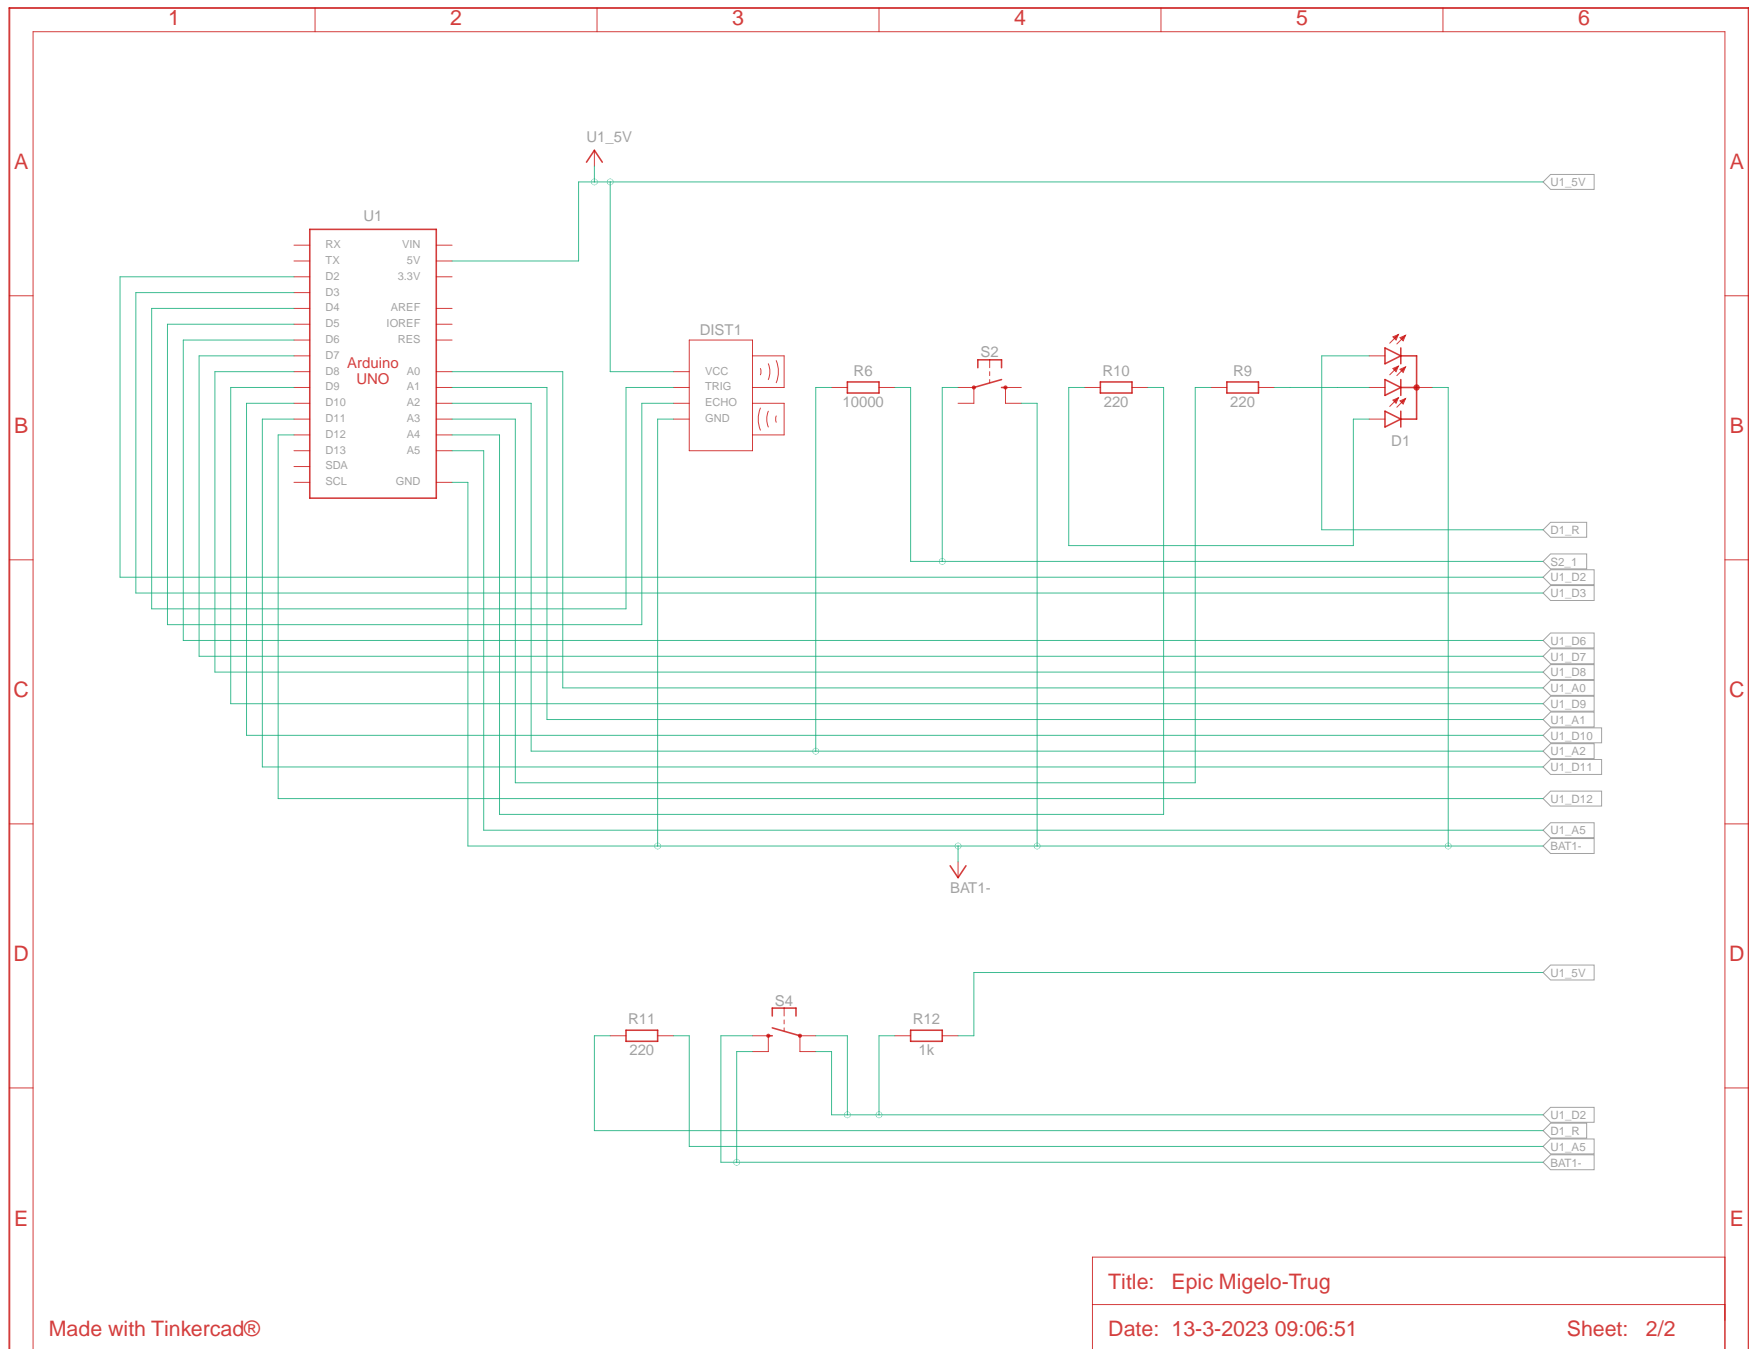 1 2 3 4 5 6
U1_5V
A A
U1_5V
U1
RX VIN
TX 5V
D2 3.3V
D3
D4 AREF
D5 IOREF
D6 RES
D7
Arduino
UNO
D8 A0
D9 A1
D10 A2
D11 A3
D12 A4
D13 A5
SDA
SCL GND
DIST1
VCC
TRIG
ECHO
GND
R6
10000
S2
R10
220
R9
220
D1
B B
D1_R
S2_1
U1_D2
U1_D3
U1_D6
U1_D7
U1_D8
U1_A0
C C
U1_D9
U1_A1
U1_D10
U1_A2
U1_D11
U1_D12
U1_A5
BAT1-
BAT1-
D D
U1_5V
S4
R11
220
R12
1k
U1_D2
D1_R
U1_A5
BAT1-
E E
Title: Epic Migelo-Trug
Made with Tinkercad®
Date: 13-3-2023 09:06:51 Sheet: 2/2